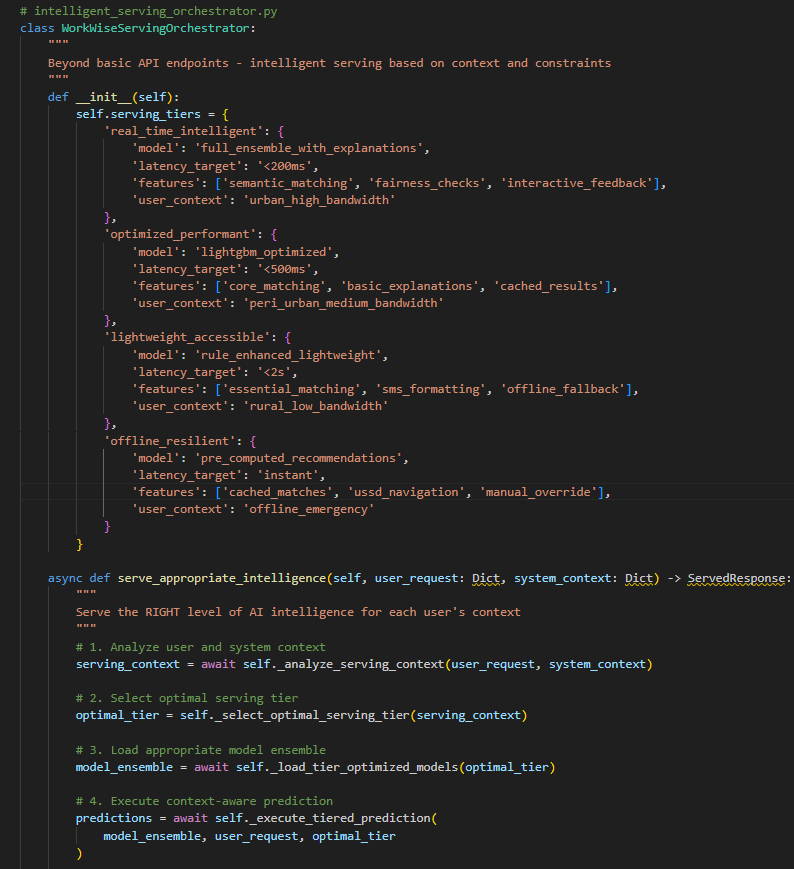 # intelligent_serving_orchestrator.py
class WorkWiseServingOrchestrator:
    """
    Beyond basic API endpoints - intelligent serving based on context and constraints
    """
    def __init__(self):
        self.serving_tiers = {
            'real_time_intelligent': {
                'model': 'full_ensemble_with_explanations',
                'latency_target': '<200ms',
                'features': ['semantic_matching', 'fairness_checks', 'interactive_feedback'],
                'user_context': 'urban_high_bandwidth'
            },
            'optimized_performant': {
                'model': 'lightgbm_optimized',
                'latency_target': '<500ms',
                'features': ['core_matching', 'basic_explanations', 'cached_results'],
                'user_context': 'peri_urban_medium_bandwidth'
            },
            'lightweight_accessible': {
                'model': 'rule_enhanced_lightweight',
                'latency_target': '<2s',
                'features': ['essential_matching', 'sms_formatting', 'offline_fallback'],
                'user_context': 'rural_low_bandwidth'
            },
            'offline_resilient': {
                'model': 'pre_computed_recommendations',
                'latency_target': 'instant',
                'features': ['cached_matches', 'ussd_navigation', 'manual_override'],
                'user_context': 'offline_emergency'
            }
        }

    async def serve_appropriate_intelligence(self, user_request: Dict, system_context: Dict) -> ServedResponse:
        """
        Serve the RIGHT level of AI intelligence for each user's context
        """
        # 1. Analyze user and system context
        serving_context = await self._analyze_serving_context(user_request, system_context)

        # 2. Select optimal serving tier
        optimal_tier = self._select_optimal_serving_tier(serving_context)

        # 3. Load appropriate model ensemble
        model_ensemble = await self._load_tier_optimized_models(optimal_tier)

        # 4. Execute context-aware prediction
        predictions = await self._execute_tiered_prediction(
            model_ensemble, user_request, optimal_tier
        )